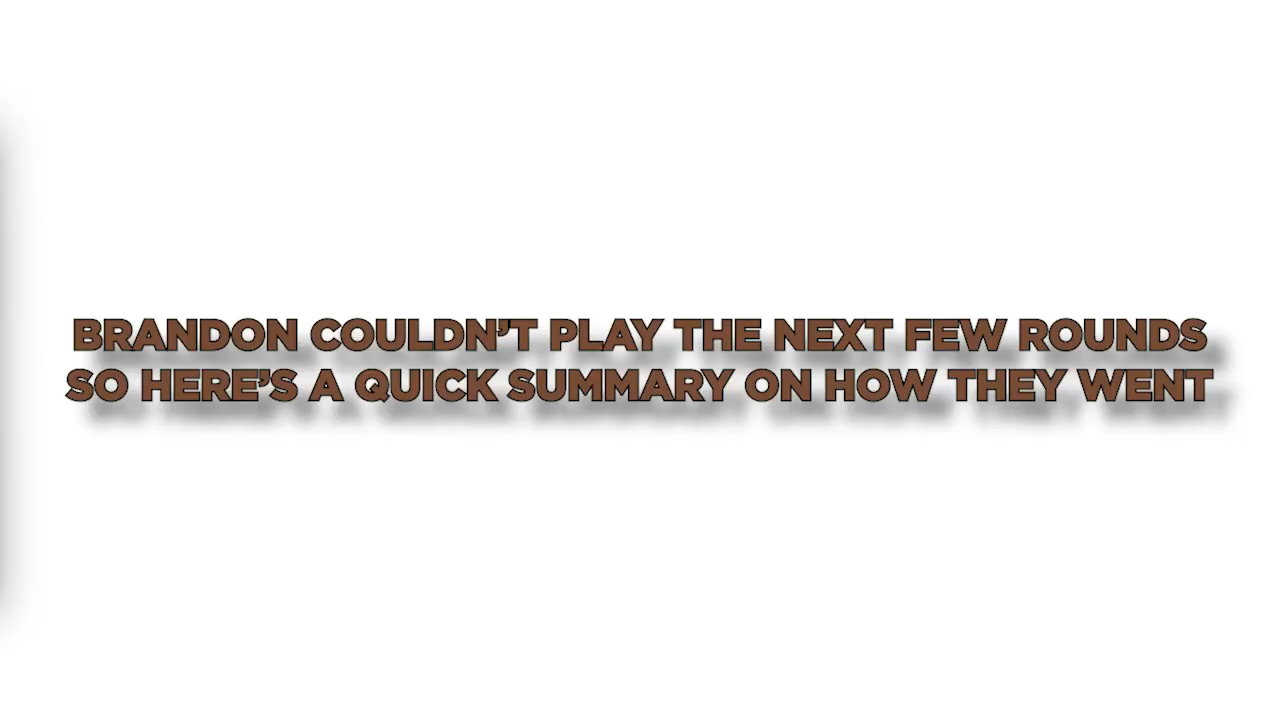 BRANDON COULDN'T PLAY THE NEXT FEW ROUNDS
SO HERE'S A QUICK SUMMARY ON HOW THEY WENT